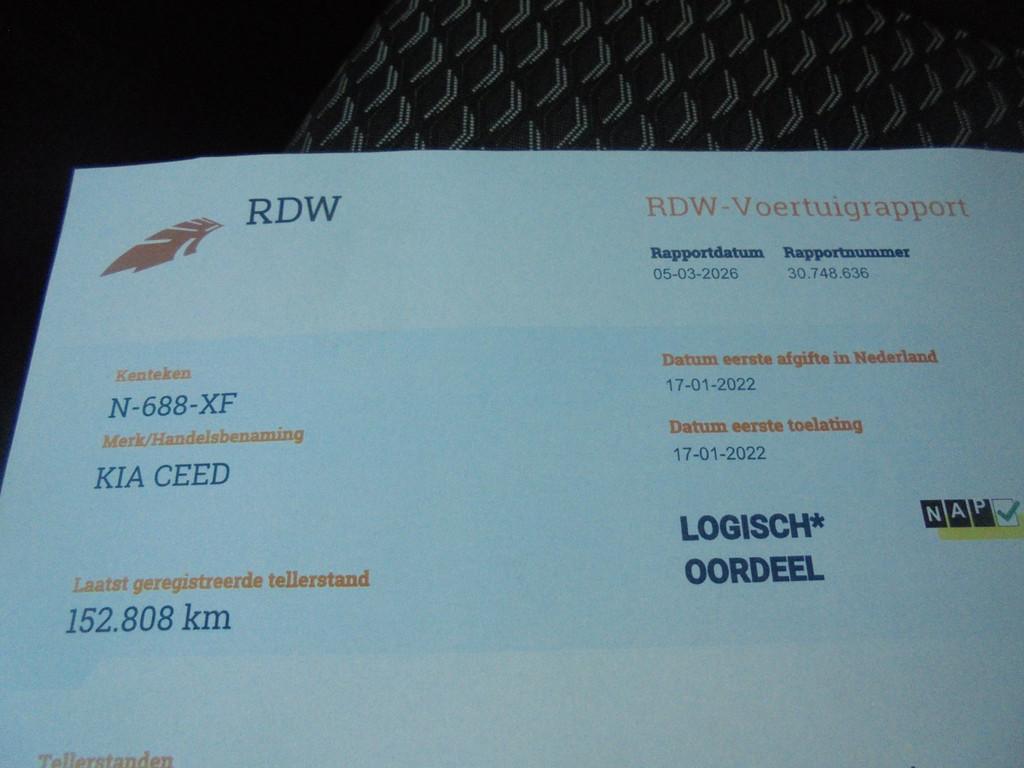 RDW
RDW-Voertuigrapport
Rapportdatum Rapportnummer
05-03-2026 30.748.636
Kenteken
N-688-XF
Merk/Handelsbenaming
KIA CEED
Datum eerste afgifte in Nederland
17-01-2022
Datum eerste toelating
17-01-2022
LOGISCH*
OORDEEL
NAP
Laatst geregistreerde tellerstand
152.808 km
Tellerstanden